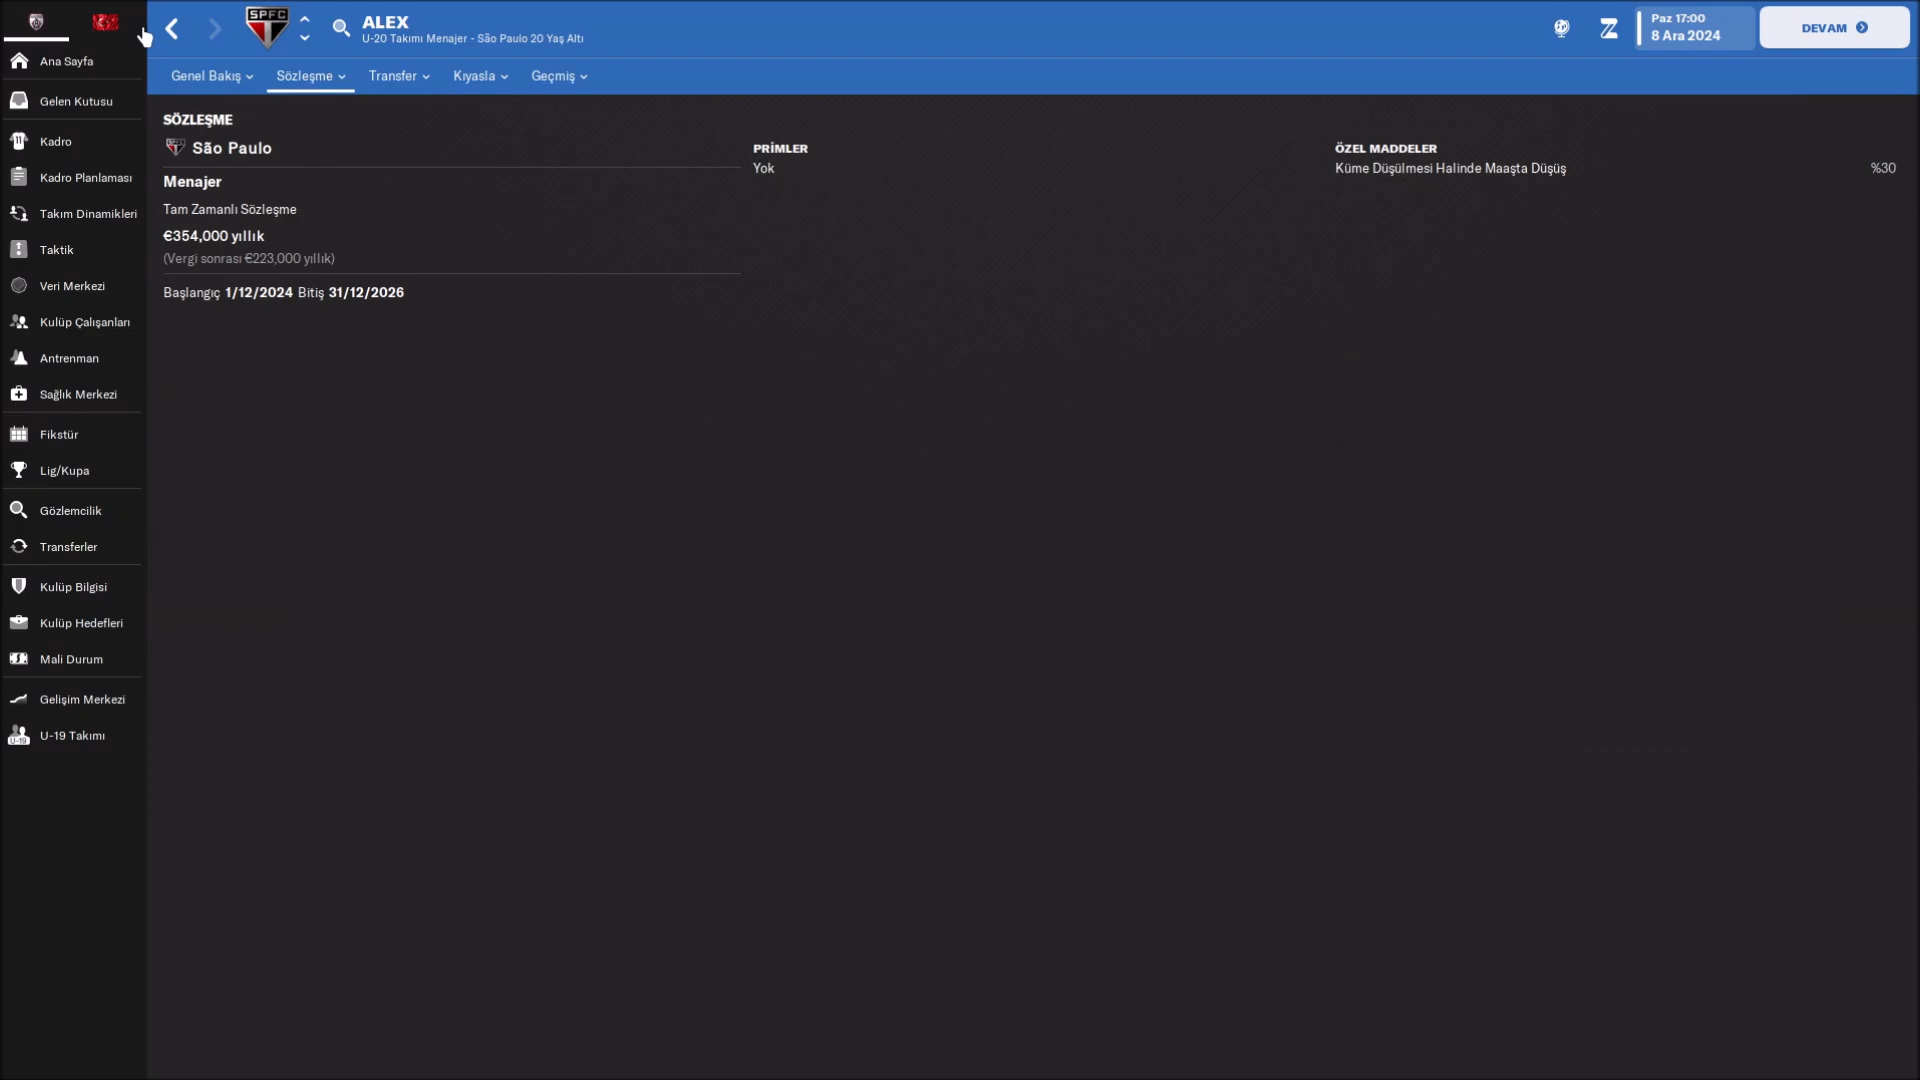 SPFC
ALEX
U-20 Takımı Menajer - São Paulo 20 Yaş Altı
Paz 17:00
8 Ara 2024
DEVAM
Ana Sayfa
Gelen Kutusu
Kadro
Kadro Planlaması
Takım Dinamikleri
Taktik
Veri Merkezi
Kulüp Çalışanları
Antrenman
Sağlık Merkezi
Fikstür
Lig/Kupa
Gözlemcilik
Transferler
Kulüp Bilgisi
Kulüp Hedefleri
Mali Durum
Gelişim Merkezi
U-19 Takımı
Genel Bakış
Sözleşme
Transfer
Kıyasla
Geçmiş
SÖZLEŞME
São Paulo
Menajer
Tam Zamanlı Sözleşme
€354,000 yıllık
(Vergi sonrası €223,000 yıllık)
Başlangıç 1/12/2024 Bitiş 31/12/2026
PRİMLER
Yok
ÖZEL MADDELER
Küme Düşülmesi Halinde Maaşta Düşüş %30